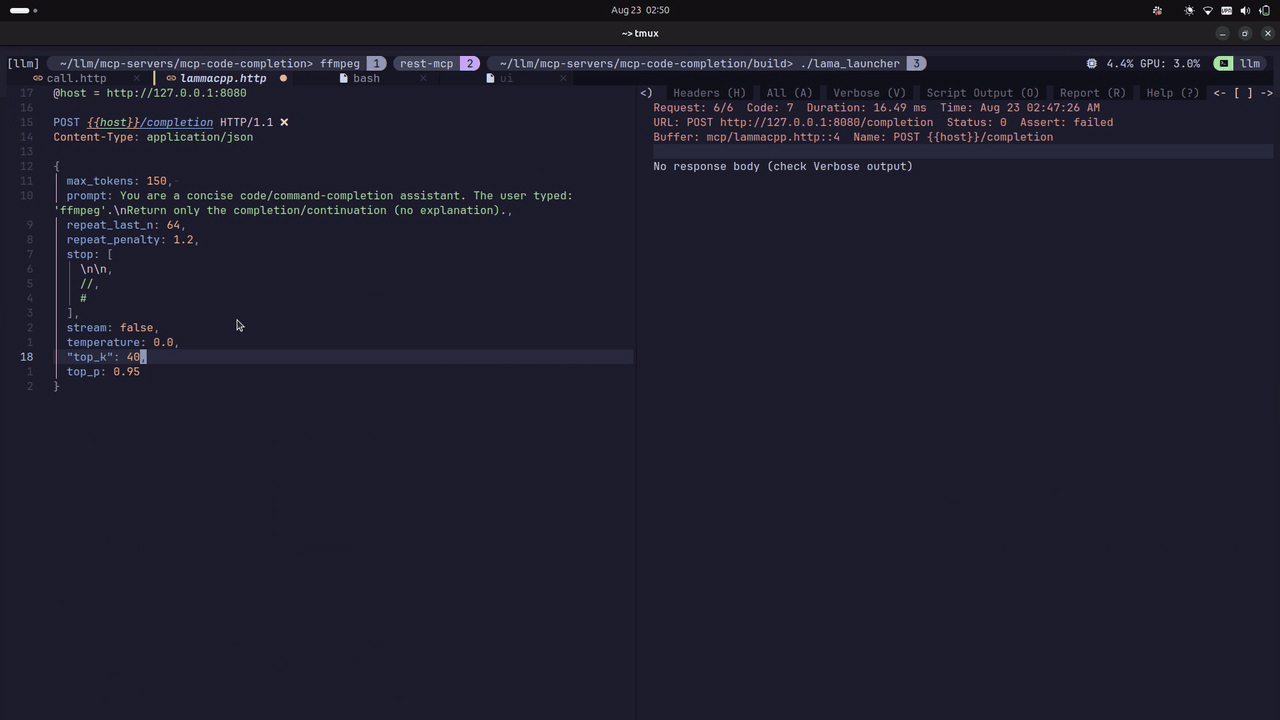 Aug 23 02:50
~> tmux
[llm] ~/llm/mcp-servers/mcp-code-completion> ffmpeg 1 rest-mcp 2 ~/llm/mcp-servers/mcp-code-completion/build> ./lama_launcher 3 4.4% GPU: 3.0% llm
call.http × lammacpp.http bash × ui ×
17 @host = http://127.0.0.1:8080
16
15 POST {{host}}/completion HTTP/1.1 ×
14 Content-Type: application/json
13
12 {
11 max_tokens: 150,
10 prompt: You are a concise code/command-completion assistant. The user typed:
'ffmpeg'.\nReturn only the completion/continuation (no explanation).,
9 repeat_last_n: 64,
8 repeat_penalty: 1.2,
7 stop: [
6 \n\n,
5 //,
4 #
3 ],
2 stream: false,
1 temperature: 0.0,
18 "top_k": 40,
1 top_p: 0.95
2 }
<) Headers (H) All (A) Verbose (V) Script Output (O) Report (R) Help (?) <- [ ] ->
Request: 6/6 Code: 7 Duration: 16.49 ms Time: Aug 23 02:47:26 AM
URL: POST http://127.0.0.1:8080/completion Status: 0 Assert: failed
Buffer: mcp/lammacpp.http::4 Name: POST {{host}}/completion
No response body (check Verbose output)